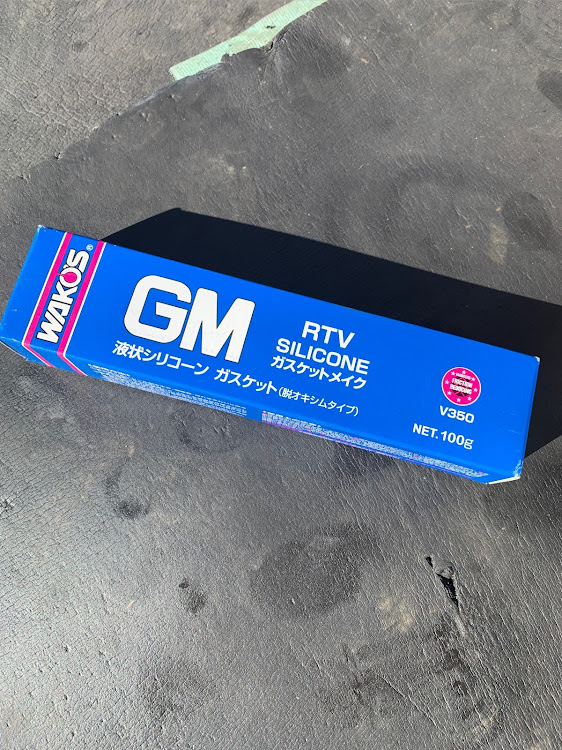 WAKO'S®
GM
RTV
SILICONE
ガスケットメイク
液状シリコーン ガスケット(脱オキシムタイプ)
FRICTION
V350
NET.100g